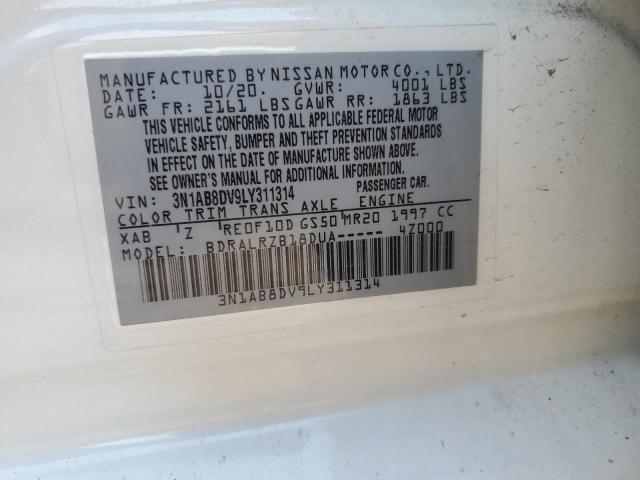 MANUFACTURED BY NISSAN MOTOR CO., LTD.
DATE: 10/20. GVWR: 4001 LBS
GAWR FR: 2161 LBS GAWR RR: 1863 LBS
THIS VEHICLE CONFORMS TO ALL APPLICABLE FEDERAL MOTOR
VEHICLE SAFETY, BUMPER AND THEFT PREVENTION STANDARDS
IN EFFECT ON THE DATE OF MANUFACTURE SHOWN ABOVE.
SEE OWNER'S MANUAL FOR ADDITIONAL INFORMATION.
VIN: 3N1AB8DV9LY311314 PASSENGER CAR.
COLOR TRIM TRANS AXLE ENGINE
XAB Z RE0F10D GS50 MR20 1997 CC
MODEL: BDRALRZB18DUA----- 4Z000
3N1AB8DV9LY311314